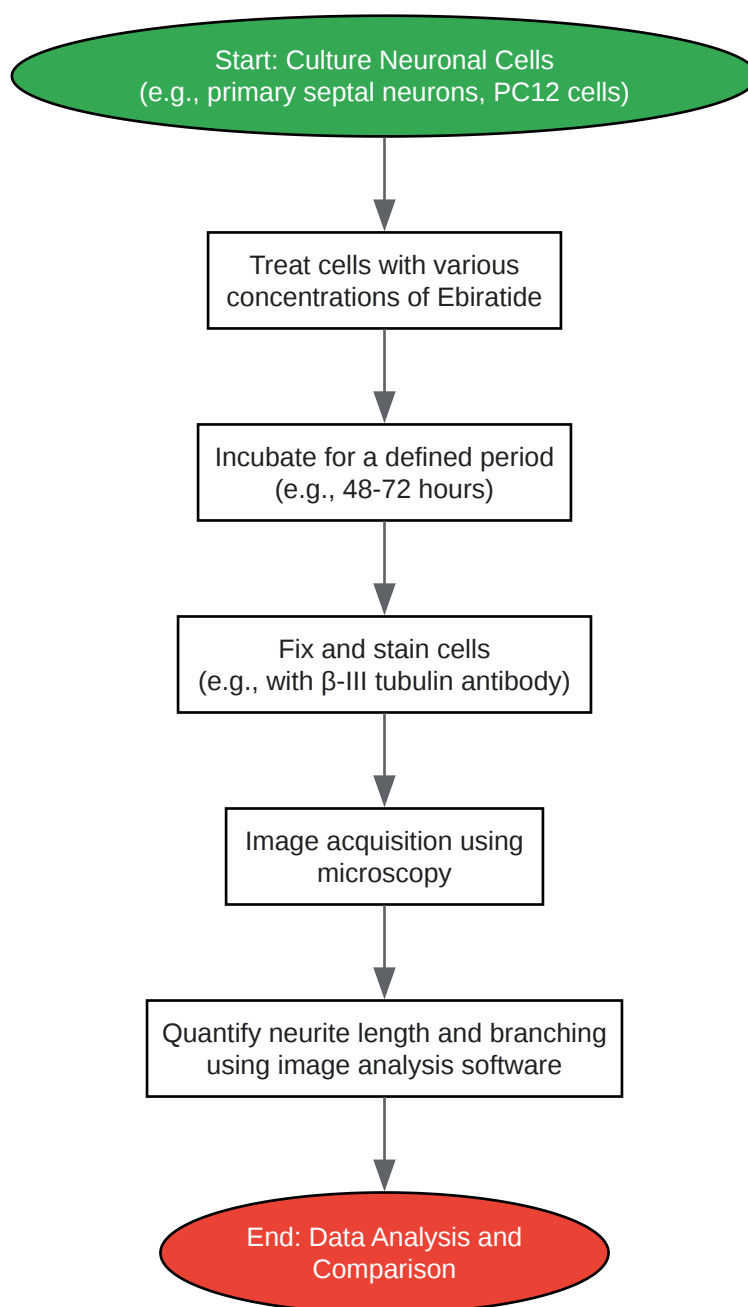 Start: Culture Neuronal Cells
(e.g., primary septal neurons, PC12 cells)
Treat cells with various
concentrations of Ebiratide
Incubate for a defined period
(e.g., 48-72 hours)
Fix and stain cells
(e.g., with β-III tubulin antibody)
Image acquisition using
microscopy
Quantify neurite length and branching
using image analysis software
End: Data Analysis and
Comparison